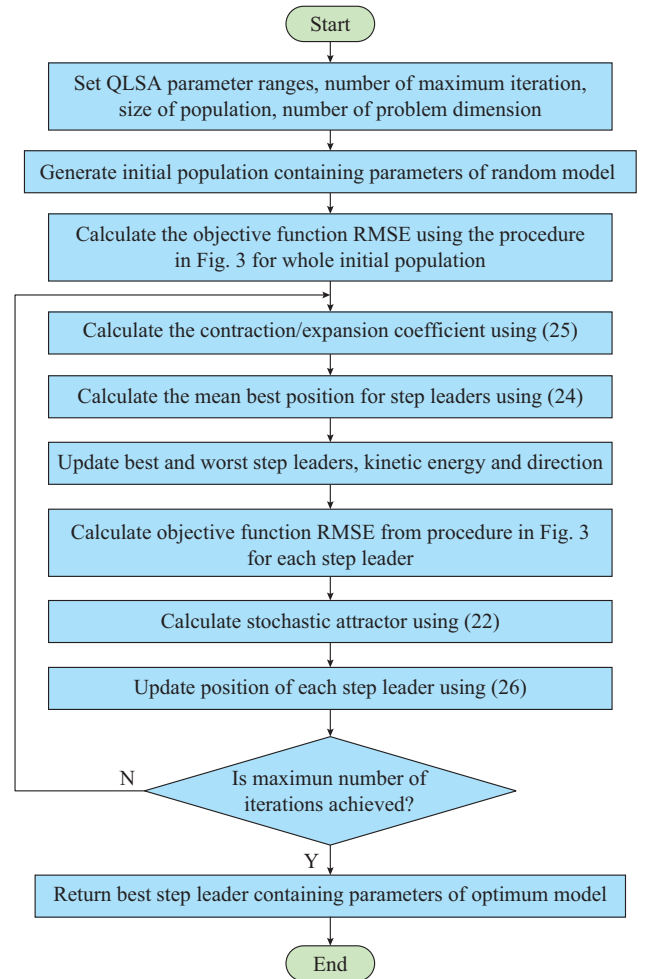 Start
Set QLSA parameter ranges, number of maximum iteration,
size of population, number of problem dimension
Generate initial population containing parameters of random model
Calculate the objective function RMSE using the procedure
in Fig. 3 for whole initial population
Calculate the contraction/expansion coefficient using (25)
Calculate the mean best position for step leaders using (24)
Update best and worst step leaders, kinetic energy and direction
Calculate objective function RMSE from procedure in Fig. 3
for each step leader
Calculate stochastic attractor using (22)
Update position of each step leader using (26)
N
Is maximun number of
iterations achieved?
Y
Return best step leader containing parameters of optimum model
End